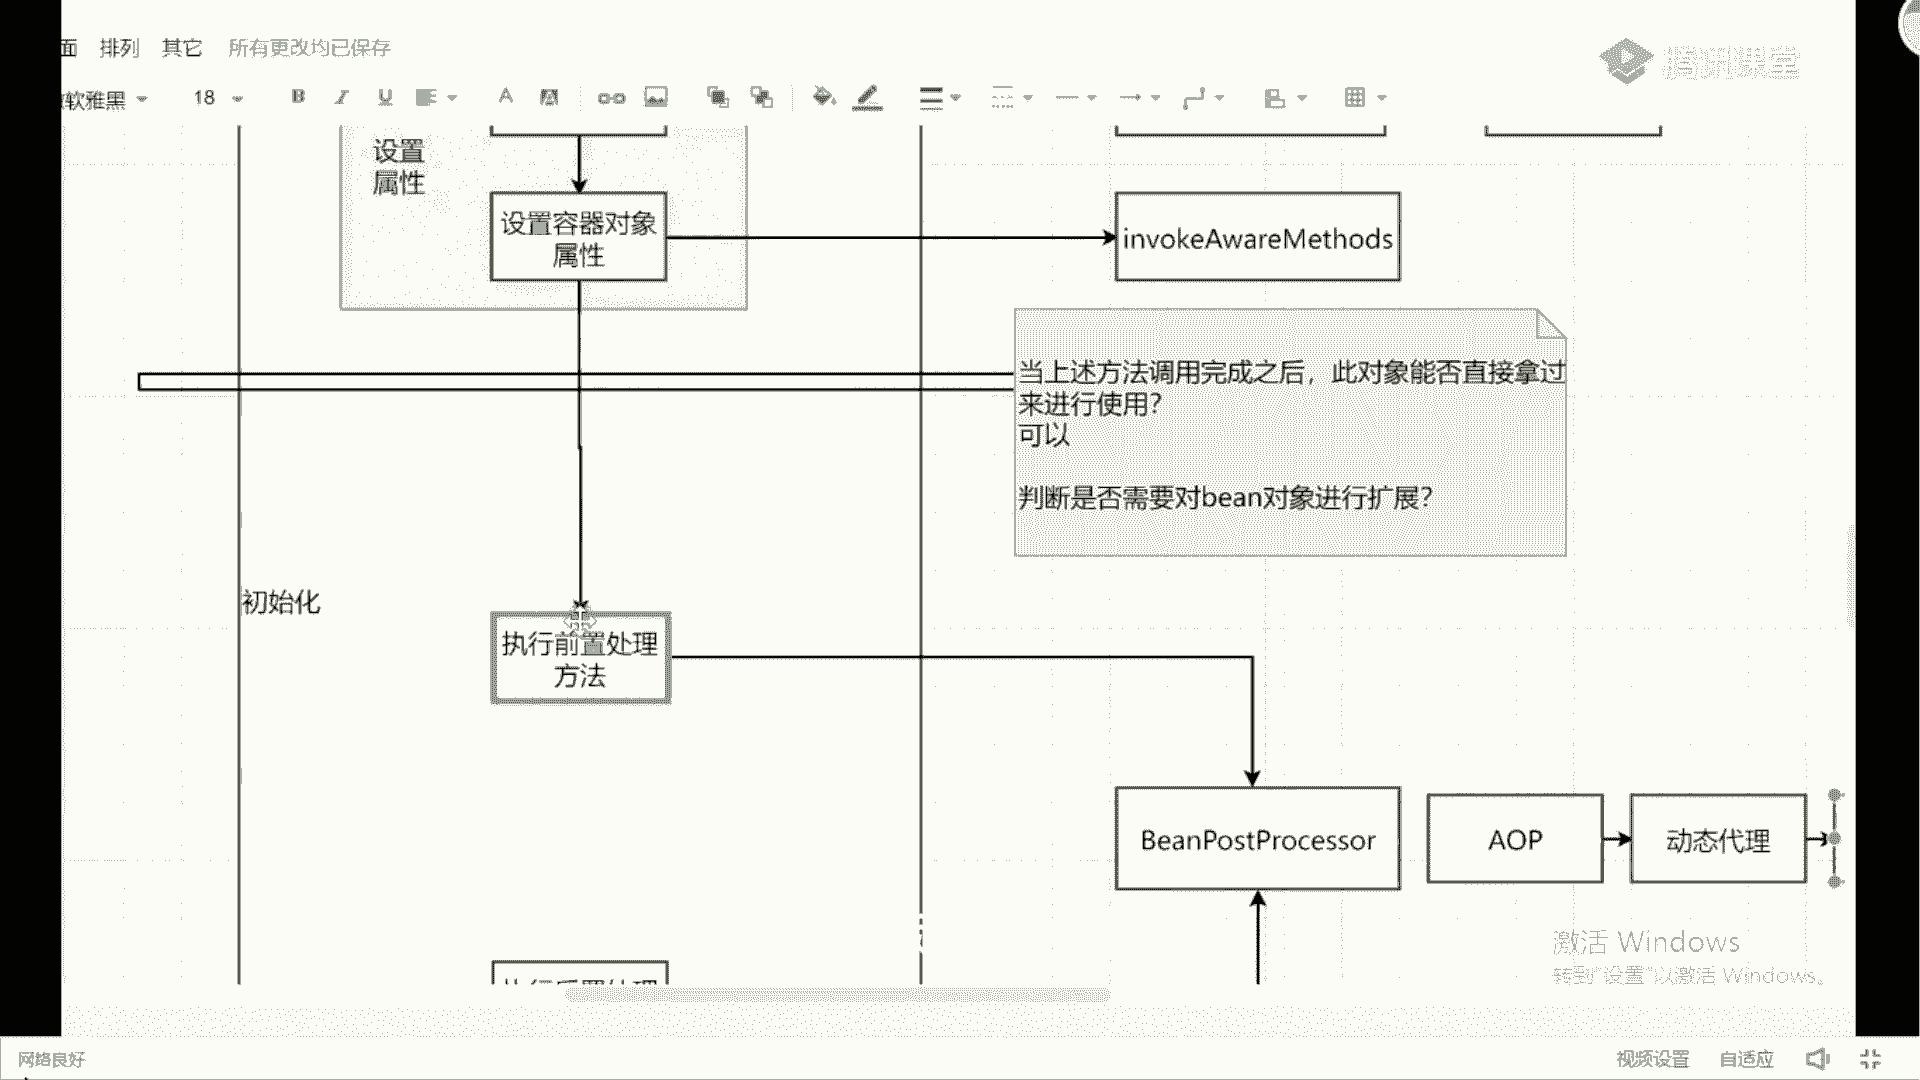 面 排列 其它 所有更改均已保存
腾讯课堂
软雅黑 18 B I U A
设置
属性
设置容器对象
属性
invokeAwareMethods
当上述方法调用完成之后，此对象能否直接拿过
来进行使用？
可以
判断是否需要对bean对象进行扩展？
初始化
执行前置处理
方法
BeanPostProcessor
AOP
动态代理
激活 Windows
转到"设置"以激活 Windows。
网络良好
视频设置 自适应